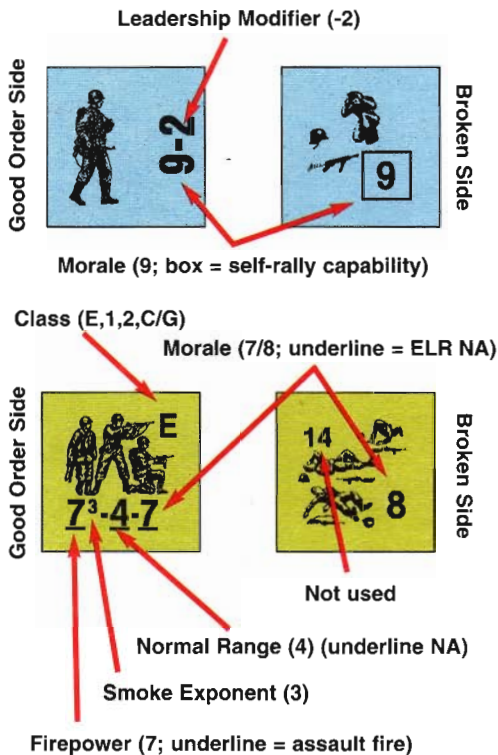 Leadership Modifier (-2)
Good Order Side
9-2
9
Broken Side
Morale (9; box = self-rally capability)
Class (E,1,2,C/G)
Morale (7/8; underline = ELR NA)
Good Order Side
E
7³-4-7
14
8
Broken Side
Not used
Normal Range (4) (underline NA)
Smoke Exponent (3)
Firepower (7; underline = assault fire)